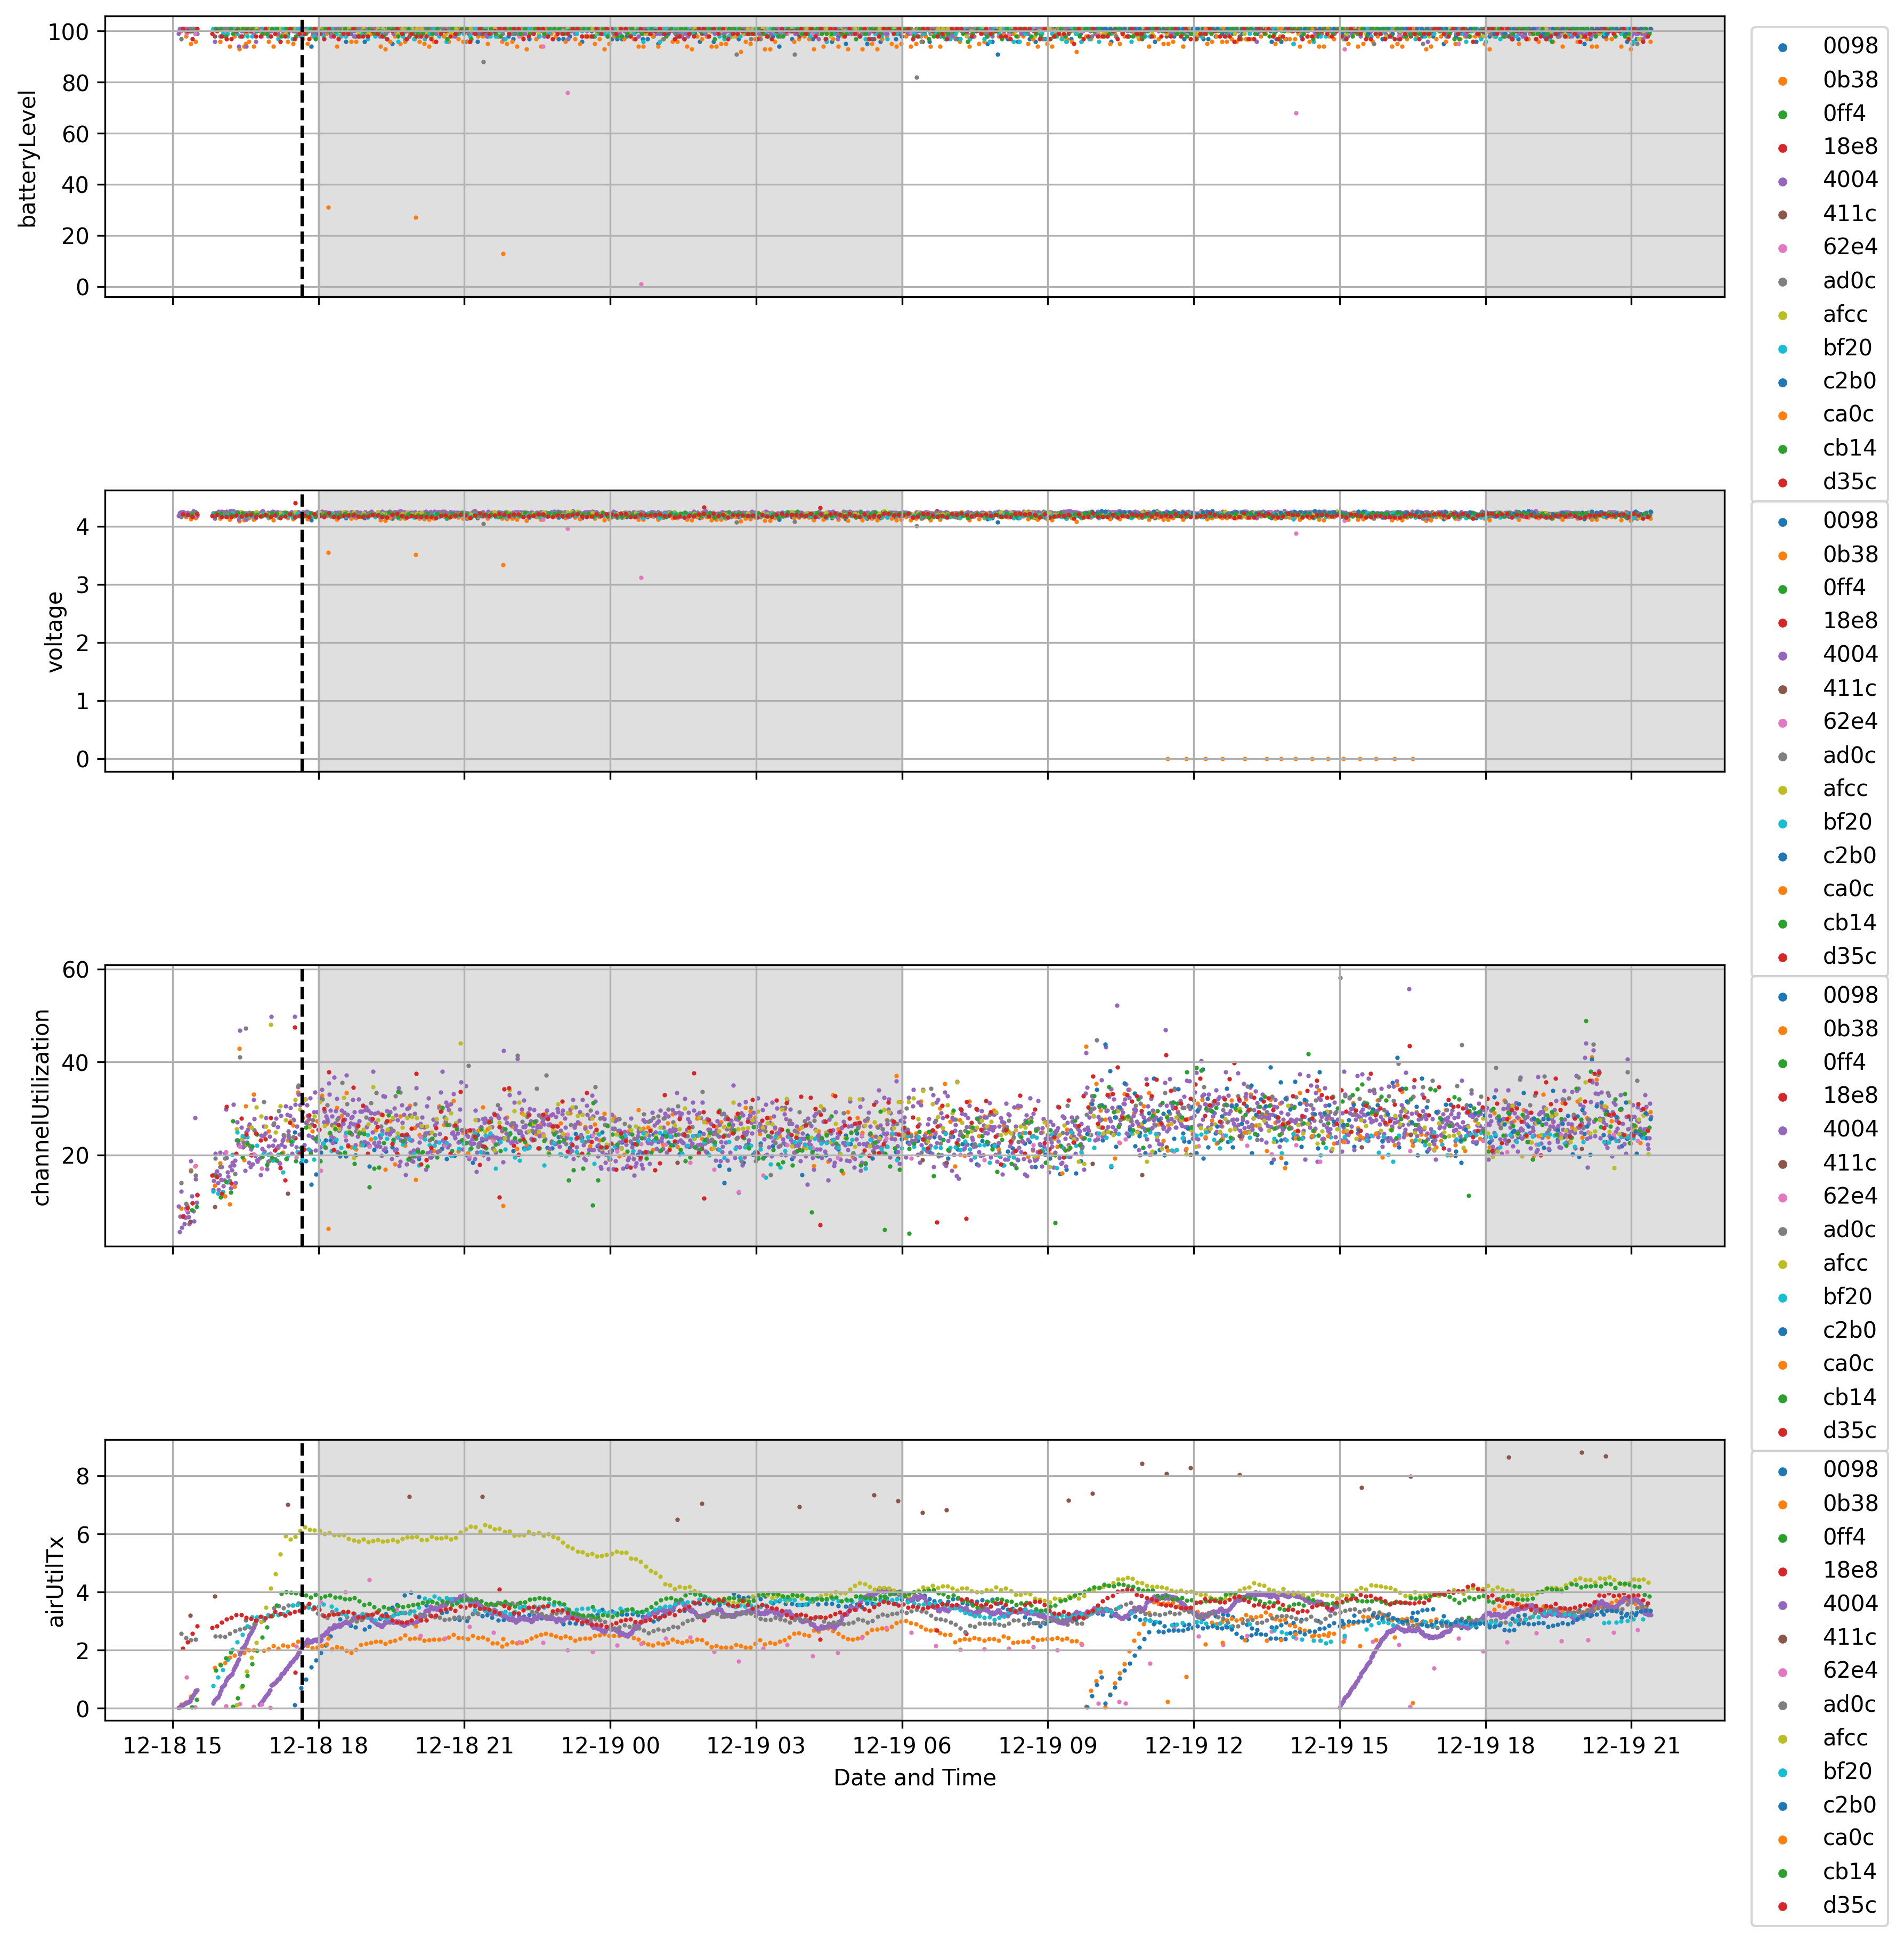 batteryLevel
100
80
60
40
20
0
0098
0b38
0ff4
18e8
4004
411c
62e4
ad0c
afcc
bf20
c2b0
ca0c
cb14
d35c
voltage
4
3
2
1
0
0098
0b38
0ff4
18e8
4004
411c
62e4
ad0c
afcc
bf20
c2b0
ca0c
cb14
d35c
channelUtilization
60
40
20
0098
0b38
0ff4
18e8
4004
411c
62e4
ad0c
afcc
bf20
c2b0
ca0c
cb14
d35c
airUtilTx
8
6
4
2
0
12-18 15 12-18 18 12-18 21 12-19 00 12-19 03 12-19 06 12-19 09 12-19 12 12-19 15 12-19 18 12-19 21
Date and Time
0098
0b38
0ff4
18e8
4004
411c
62e4
ad0c
afcc
bf20
c2b0
ca0c
cb14
d35c